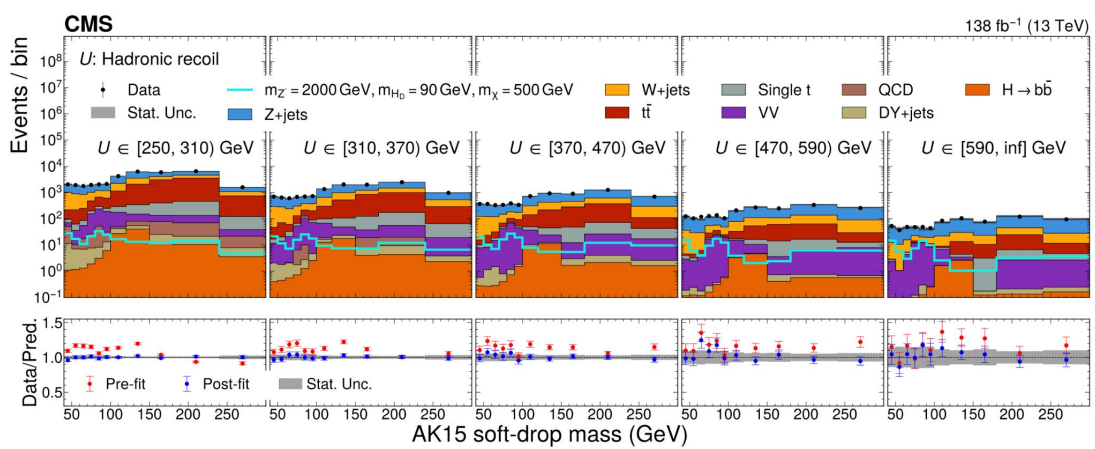 CMS
138 fb⁻¹ (13 TeV)
Events / bin
10⁸
10⁷
10⁶
10⁵
10⁴
10³
10²
10¹
10⁰
10⁻¹
U: Hadronic recoil
Data
Stat. Unc.
m_Z′ = 2000 GeV, m_H_D = 90 GeV, m_χ = 500 GeV
Z+jets
W+jets
tt̄
Single t
VV
QCD
DY+jets
H → bb̄
U ∈ [250, 310) GeV
U ∈ [310, 370) GeV
U ∈ [370, 470) GeV
U ∈ [470, 590) GeV
U ∈ [590, inf] GeV
Data/Pred.
1.5
1.0
0.5
Pre-fit
Post-fit
Stat. Unc.
50 100 150 200 250
50 100 150 200 250
50 100 150 200 250
50 100 150 200 250
50 100 150 200 250
AK15 soft-drop mass (GeV)